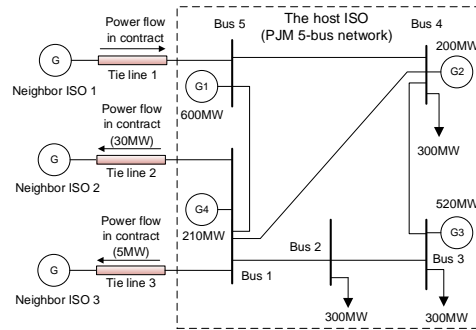 Power flow
in contract
Tie line 1
G
Neighbor ISO 1
Power flow
in contract
(30MW)
Tie line 2
G
Neighbor ISO 2
Power flow
in contract
(5MW)
Tie line 3
G
Neighbor ISO 3
The host ISO
(PJM 5-bus network)
Bus 5
Bus 4
G1
600MW
200MW
G2
300MW
G4
210MW
Bus 1
Bus 2
300MW
520MW
G3
Bus 3
300MW